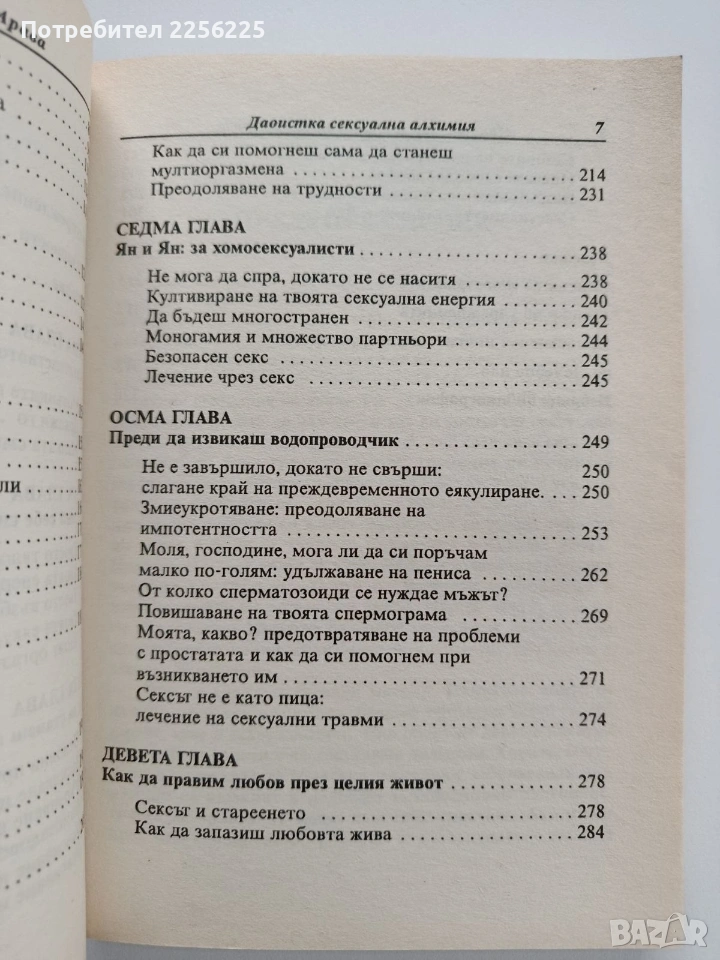 Потребител 2256225
Даоистка сексуална алхимия 7
Как да си помогнеш сама да станеш
мултиоргазмена 214
Преодоляване на трудности 231
СЕДМА ГЛАВА
Ян и Ян: за хомосексуалисти 238
Не мога да спра, докато не се наситя 238
Култивиране на твоята сексуална енергия 240
Да бъдеш многостранен 242
Моногамия и множество партньори 244
Безопасен секс 245
Лечение чрез секс 245
ОСМА ГЛАВА
Преди да извикаш водопроводчик 249
Не е завършило, докато не свърши: 250
слагане край на преждевременното еякулиране. 250
Змиеукротяване: преодоляване на
импотентността 253
Моля, господине, мога ли да си поръчам
малко по-голям: удължаване на пениса 262
От колко сперматозоиди се нуждае мъжът?
Повишаване на твоята спермограма 269
Моята, какво? предотвратяване на проблеми
с простатата и как да си помогнем при
възникването им 271
Сексът не е като пица:
лечение на сексуални травми 274
ДЕВЕТА ГЛАВА
Как да правим любов през целия живот 278
Сексът и стареенето 278
Как да запазиш любовта жива 284
BAZAR